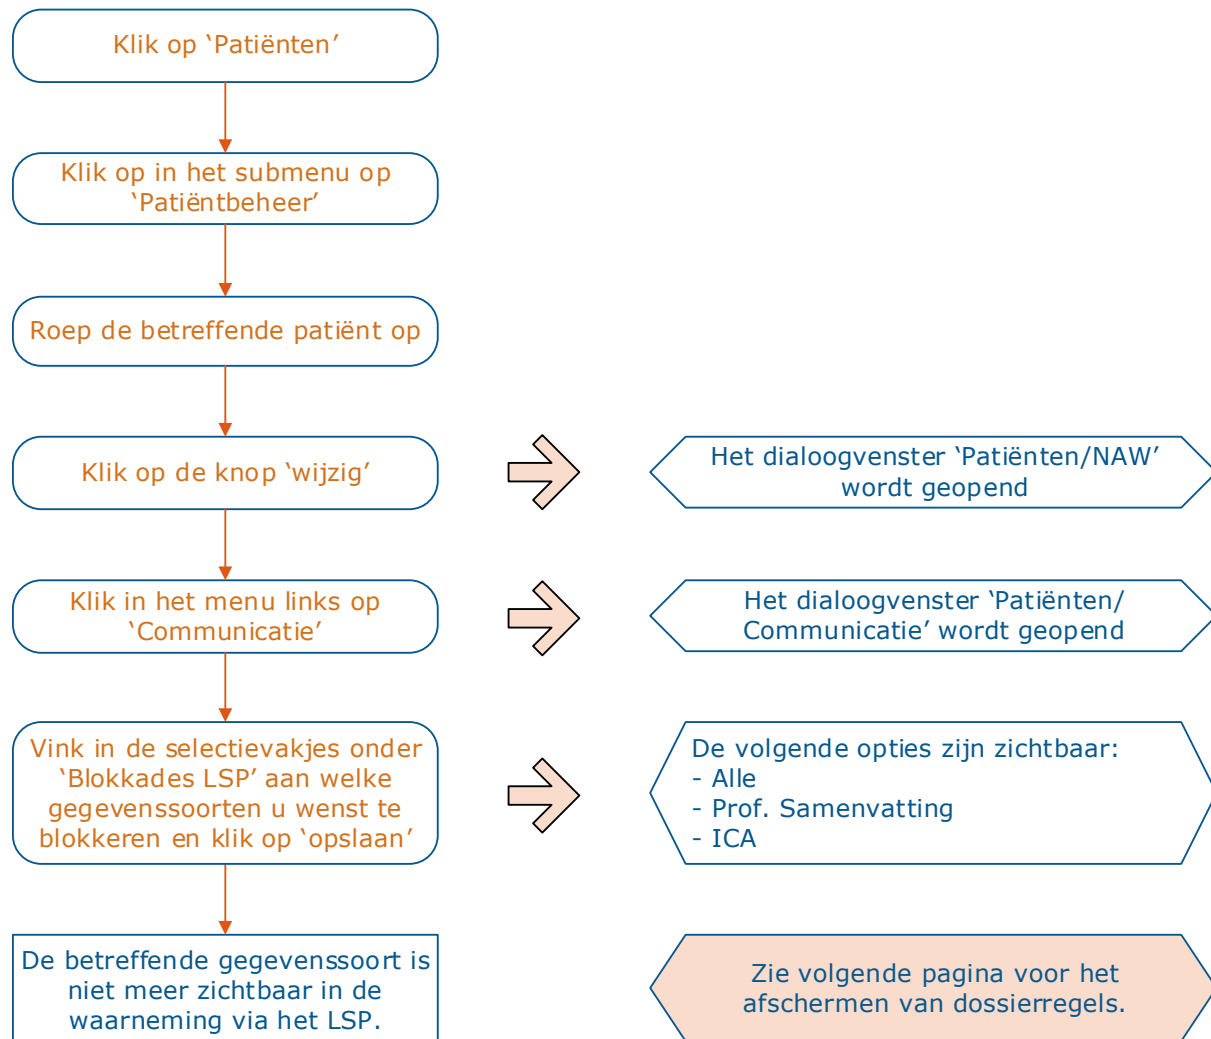 Klik op ‘Patiënten’
Klik op in het submenu op
‘Patiëntbeheer’
Roep de betreffende patiënt op
Klik op de knop ‘wijzig’
Het dialoogvenster ‘Patiënten/NAW’
wordt geopend
Klik in het menu links op
‘Communicatie’
Het dialoogvenster ‘Patiënten/
Communicatie’ wordt geopend
Vink in de selectievakjes onder
‘Blokkades LSP’ aan welke
gegevenssoorten u wenst te
blokkeren en klik op ‘opslaan’
De volgende opties zijn zichtbaar:
- Alle
- Prof. Samenvatting
- ICA
De betreffende gegevenssoort is
niet meer zichtbaar in de
waarneming via het LSP.
Zie volgende pagina voor het
afschermen van dossierregels.